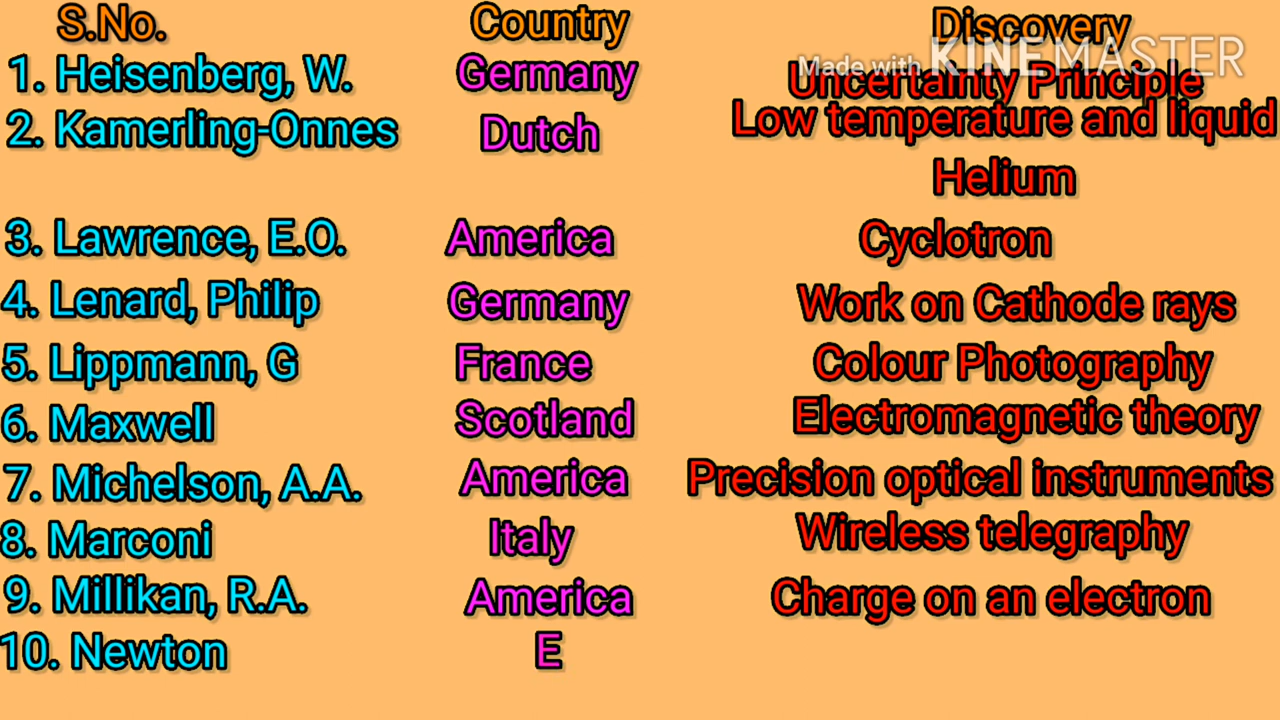 S.No. Country Discovery
Made with KINEMASTER
1. Heisenberg, W. Germany Uncertainty Principle
2. Kamerling-Onnes Dutch Low temperature and liquid
Helium
3. Lawrence, E.O. America Cyclotron
4. Lenard, Philip Germany Work on Cathode rays
5. Lippmann, G France Colour Photography
6. Maxwell Scotland Electromagnetic theory
7. Michelson, A.A. America Precision optical instruments
8. Marconi Italy Wireless telegraphy
9. Millikan, R.A. America Charge on an electron
10. Newton E